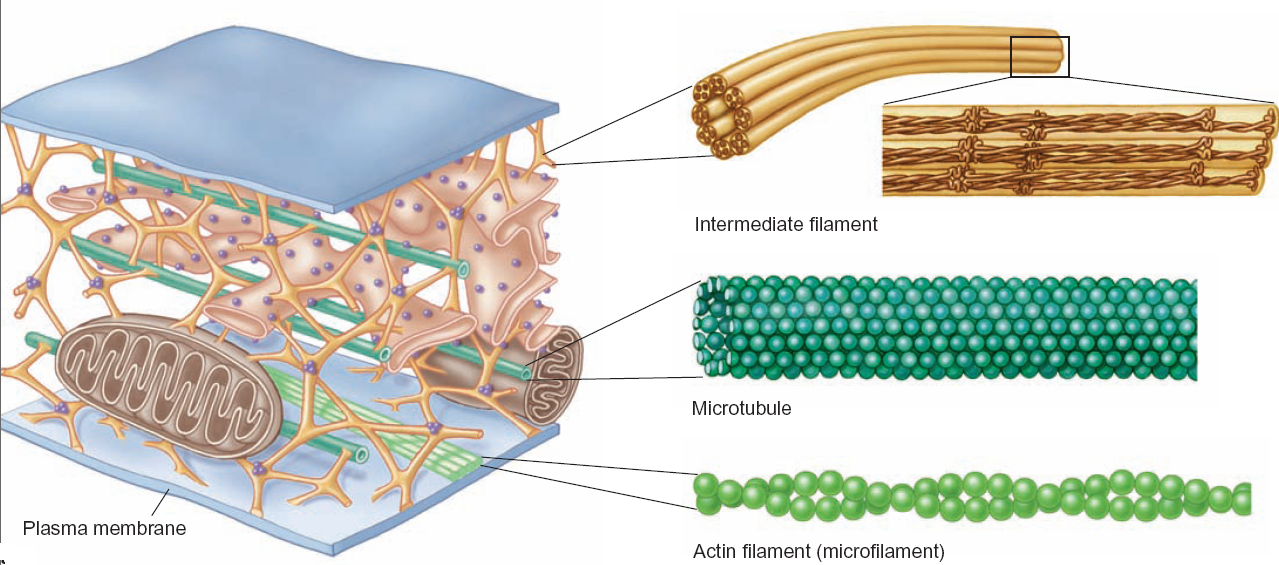 Intermediate filament
Microtubule
Plasma membrane
Actin filament (microfilament)